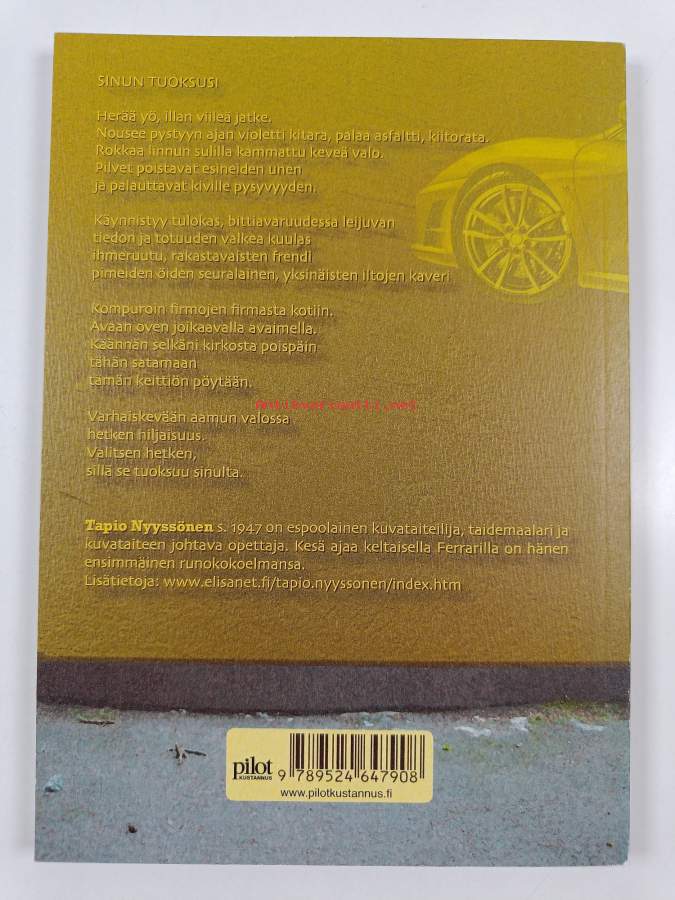 SINUN TUOKSUSI
Herää yö, illan viileä jatke.
Nousee pystyyn ajan violetti kitara, palaa asfaltti, kiitorata.
Rokkaa linnun sulilla kammattu keveä valo.
Pilvet poistavat esineiden unen
ja palauttavat kiville pysyvyyden.
Käynnistyy tulokas, bittiavaruudessa leijuvan
tiedon ja totuuden valkea kuulas
ihmeruutu, rakastavaisten frendi
pimeiden öiden seuralainen, yksinäisten iltojen kaveri
Kompuroin firmojen firmasta kotiin.
Avaan oven joikaavalla avaimella.
Käännän selkäni kirkosta poispäin
tähän satamaan
tämän keittiön pöytään.
antikvariaatti.net
Varhaiskevään aamun valossa
hetken hiljaisuus.
Valitsen hetken,
sillä se tuoksuu sinulta.
Tapio Nyyssönen s. 1947 on espoolainen kuvataiteilija, taidemaalari ja
kuvataiteen johtava opettaja. Kesä ajaa keltaisella Ferrarilla on hänen
ensimmäinen runokokoelmansa.
Lisätietoja: www.elisanet.fi/tapio.nyyssonen/index.htm
pilot
KUSTANNUS
9 789524 647908
www.pilotkustannus.fi